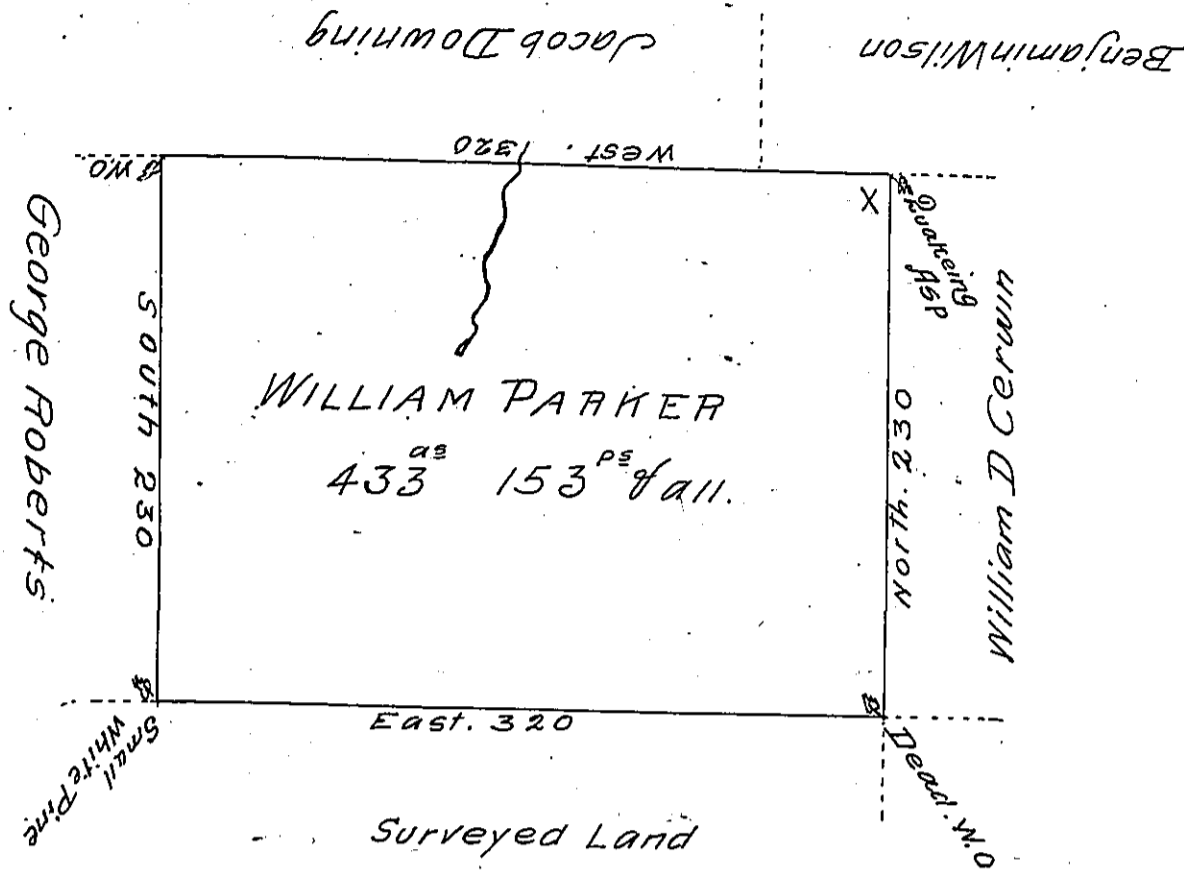 Jacob Downing
Benjamin Wilson
West. 320
W.O
X
Quakeing
Asp
George Roberts
South 230
WILLIAM PARKER
433 as 153 ps & all.
North. 230
William D Cerwin
East. 320
Small
White Pine
Dead. W.O
Surveyed Land